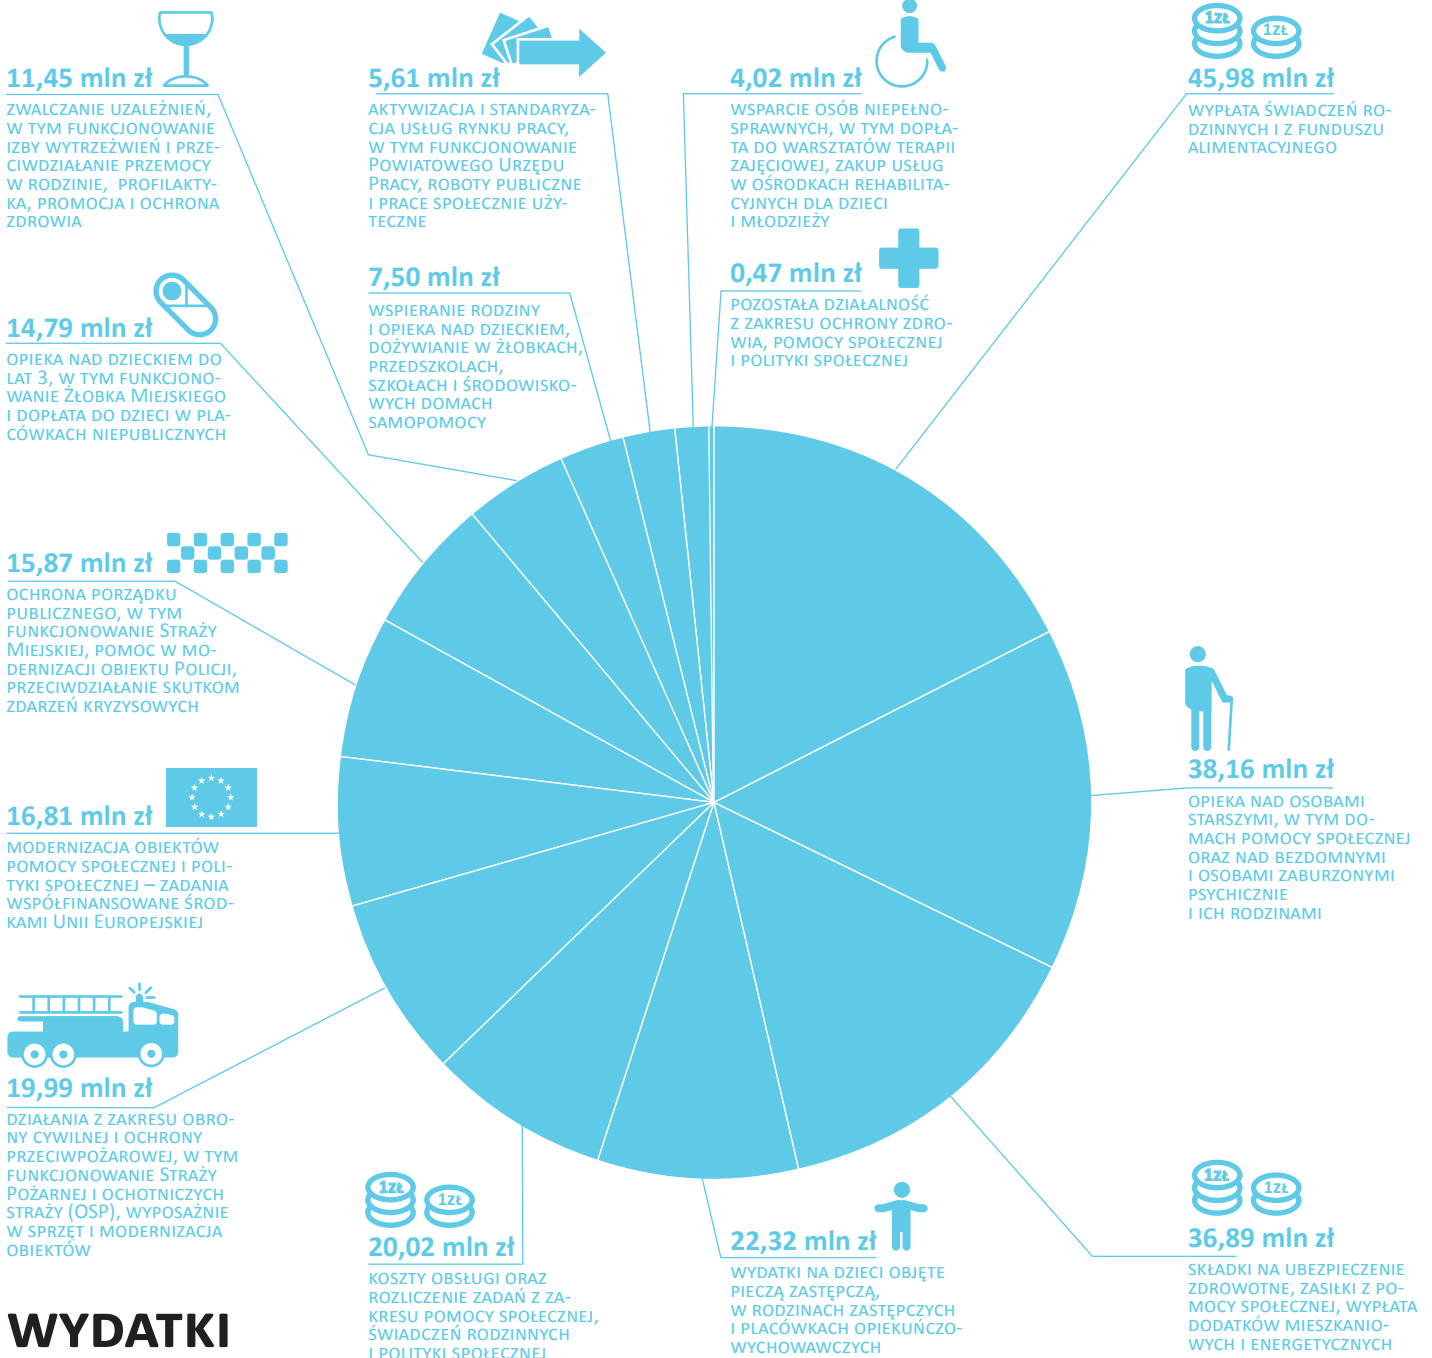 11,45 mln zł
ZWALCZANIE UZALEŻNIEŃ,
W TYM FUNKCJONOWANIE
IZBY WYTRZEŹWIEŃ I PRZE-
CIWDZIAŁANIE PRZEMOCY
W RODZINIE, PROFILAKTY-
KA, PROMOCJA I OCHRONA
ZDROWIA
14,79 mln zł
OPIEKA NAD DZIECKIEM DO
LAT 3, W TYM FUNKCJONO-
WANIE ŻŁOBKA MIEJSKIEGO
I DOPŁATA DO DZIECI W PLA-
CÓWKACH NIEPUBLICZNYCH
15,87 mln zł
OCHRONA PORZĄDKU
PUBLICZNEGO, W TYM
FUNKCJONOWANIE STRAŻY
MIEJSKIEJ, POMOC W MO-
DERNIZACJI OBIEKTU POLICJI,
PRZECIWDZIAŁANIE SKUTKOM
ZDARZEŃ KRYZYSOWYCH
16,81 mln zł
MODERNIZACJA OBIEKTÓW
POMOCY SPOŁECZNEJ I POLI-
TYKI SPOŁECZNEJ – ZADANIA
WSPÓŁFINANSOWANE ŚROD-
KAMI UNII EUROPEJSKIEJ
19,99 mln zł
DZIAŁANIA Z ZAKRESU OBRO-
NY CYWILNEJ I OCHRONY
PRZECIWPOŻAROWEJ, W TYM
FUNKCJONOWANIE STRAŻY
POŻARNEJ I OCHOTNICZYCH
STRAŻY (OSP), WYPOSAŻNIE
W SPRZĘT I MODERNIZACJA
OBIEKTÓW
WYDATKI
5,61 mln zł
AKTYWIZACJA I STANDARYZA-
CJA USŁUG RYNKU PRACY,
W TYM FUNKCJONOWANIE
POWIATOWEGO URZĘDU
PRACY, ROBOTY PUBLICZNE
I PRACE SPOŁECZNIE UŻY-
TECZNE
7,50 mln zł
WSPIERANIE RODZINY
I OPIEKA NAD DZIECKIEM,
DOŻYWIANIE W ŻŁOBKACH,
PRZEDSZKOLACH,
SZKOŁACH I ŚRODOWISKO-
WYCH DOMACH
SAMOPOMOCY
1ZŁ
1ZŁ
20,02 mln zł
KOSZTY OBSŁUGI ORAZ
ROZLICZENIE ZADAŃ Z ZA-
KRESU POMOCY SPOŁECZNEJ,
ŚWIADCZEŃ RODZINNYCH
I POLITYKI SPOŁECZNEJ
4,02 mln zł
WSPARCIE OSÓB NIEPEŁNO-
SPRAWNYCH, W TYM DOPŁA-
TA DO WARSZTATÓW TERAPII
ZAJĘCIOWEJ, ZAKUP USŁUG
W OŚRODKACH REHABILITA-
CYJNYCH DLA DZIECI
I MŁODZIEŻY
0,47 mln zł
POZOSTAŁA DZIAŁALNOŚĆ
Z ZAKRESU OCHRONY ZDRO-
WIA, POMOCY SPOŁECZNEJ
I POLITYKI SPOŁECZNEJ
22,32 mln zł
WYDATKI NA DZIECI OBJĘTE
PIECZĄ ZASTĘPCZĄ,
W RODZINACH ZASTĘPCZYCH
I PLACÓWKACH OPIEKUŃCZO-
WYCHOWAWCZYCH
1ZŁ
1ZŁ
45,98 mln zł
WYPŁATA ŚWIADCZEŃ RO-
DZINNYCH I Z FUNDUSZU
ALIMENTACYJNEGO
38,16 mln zł
OPIEKA NAD OSOBAMI
STARSZYMI, W TYM DO-
MACH POMOCY SPOŁECZNEJ
ORAZ NAD BEZDOMNYMI
I OSOBAMI ZABURZONYMI
PSYCHICZNIE
I ICH RODZINAMI
1ZŁ
1ZŁ
36,89 mln zł
SKŁADKI NA UBEZPIECZENIE
ZDROWOTNE, ZASIŁKI Z PO-
MOCY SPOŁECZNEJ, WYPŁATA
DODATKÓW MIESZKANIO-
WYCH I ENERGETYCZNYCH